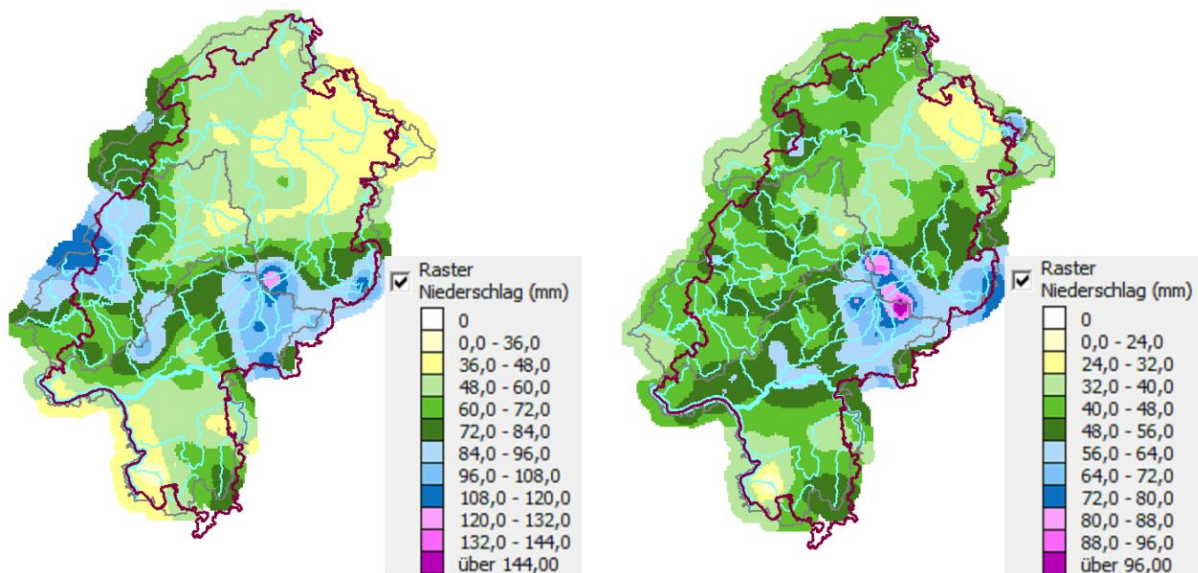 Raster
Niederschlag (mm)
0
0,0 - 36,0
36,0 - 48,0
48,0 - 60,0
60,0 - 72,0
72,0 - 84,0
84,0 - 96,0
96,0 - 108,0
108,0 - 120,0
120,0 - 132,0
132,0 - 144,0
über 144,00
Raster
Niederschlag (mm)
0
0,0 - 24,0
24,0 - 32,0
32,0 - 40,0
40,0 - 48,0
48,0 - 56,0
56,0 - 64,0
64,0 - 72,0
72,0 - 80,0
80,0 - 88,0
88,0 - 96,0
über 96,00